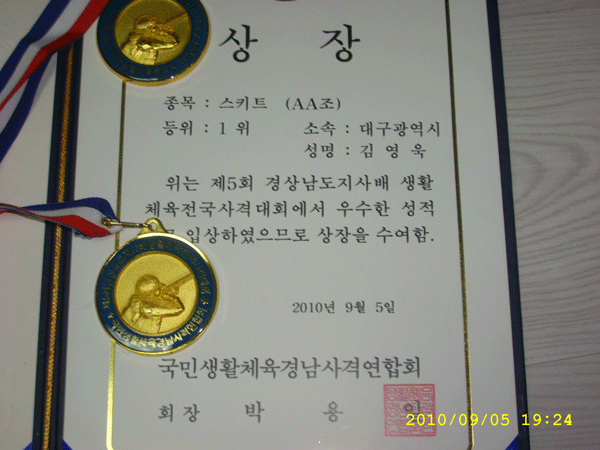 상 장
종목 : 스키트 (AA조)
등위 : 1 위 소속 : 대구광역시
성명 : 김 영 욱
위는 제5회 경상남도지사배 생활
체육전국사격대회에서 우수한 성적
입상하였으므로 상장을 수여함.
2010년 9월 5일
국민생활체육경남사격연합회
회 장 박 용
2010/09/05 19:24